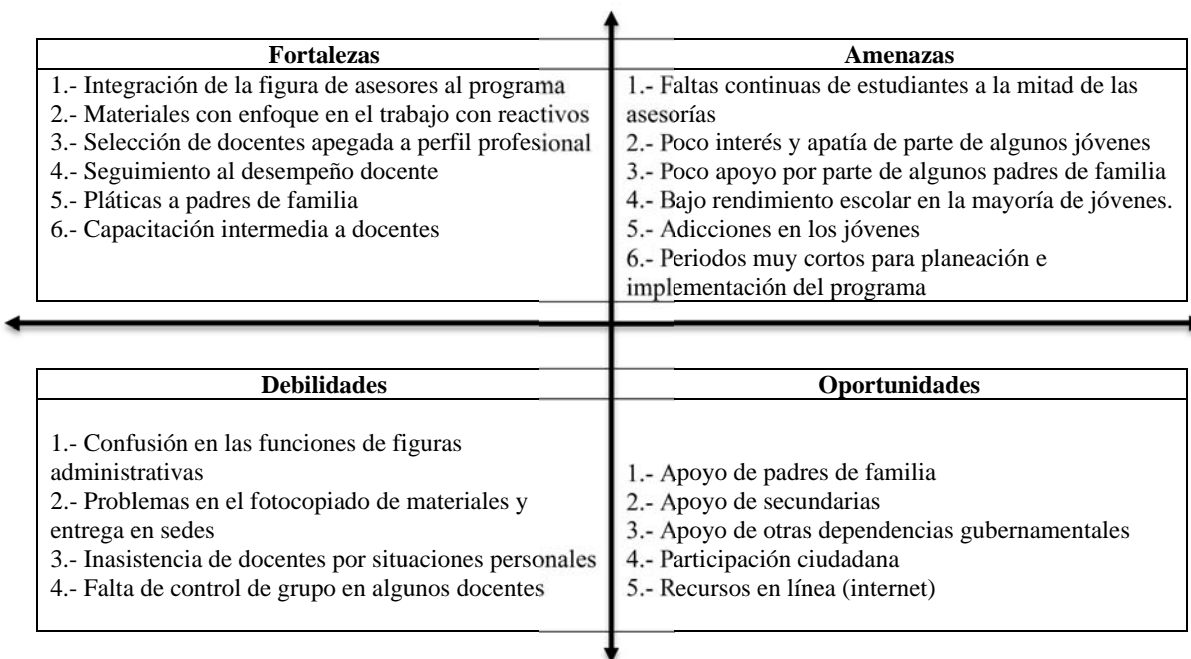 Fortalezas
1.- Integración de la figura de asesores al programa
2.- Materiales con enfoque en el trabajo con reactivos
3.- Selección de docentes apegada a perfil profesional
4.- Seguimiento al desempeño docente
5.- Pláticas a padres de familia
6.- Capacitación intermedia a docentes
Amenazas
1.- Faltas continuas de estudiantes a la mitad de las
asesorías
2.- Poco interés y apatía de parte de algunos jóvenes
3.- Poco apoyo por parte de algunos padres de familia
4.- Bajo rendimiento escolar en la mayoría de jóvenes.
5.- Adicciones en los jóvenes
6.- Periodos muy cortos para planeación e
implementación del programa
Debilidades
1.- Confusión en las funciones de figuras
administrativas
2.- Problemas en el fotocopiado de materiales y
entrega en sedes
3.- Inasistencia de docentes por situaciones personales
4.- Falta de control de grupo en algunos docentes
Oportunidades
1.- Apoyo de padres de familia
2.- Apoyo de secundarias
3.- Apoyo de otras dependencias gubernamentales
4.- Participación ciudadana
5.- Recursos en línea (internet)